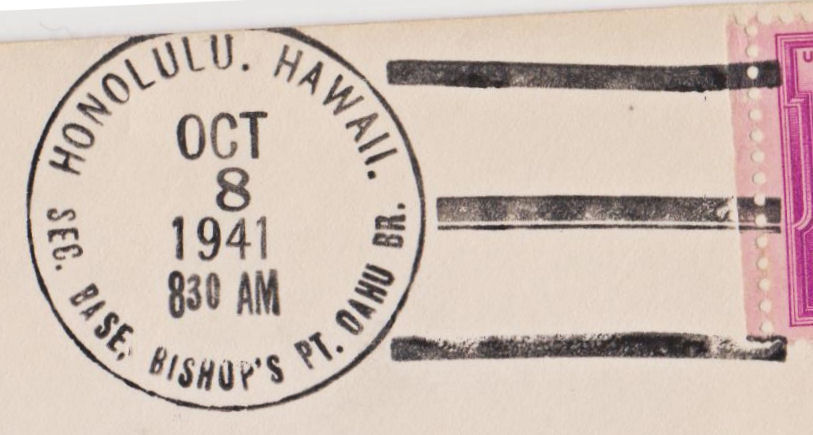 HONOLULU. HAWAII.
OCT
8
1941
830 AM
SEC. BASE, BISHOP'S PT. OAHU BR.
U